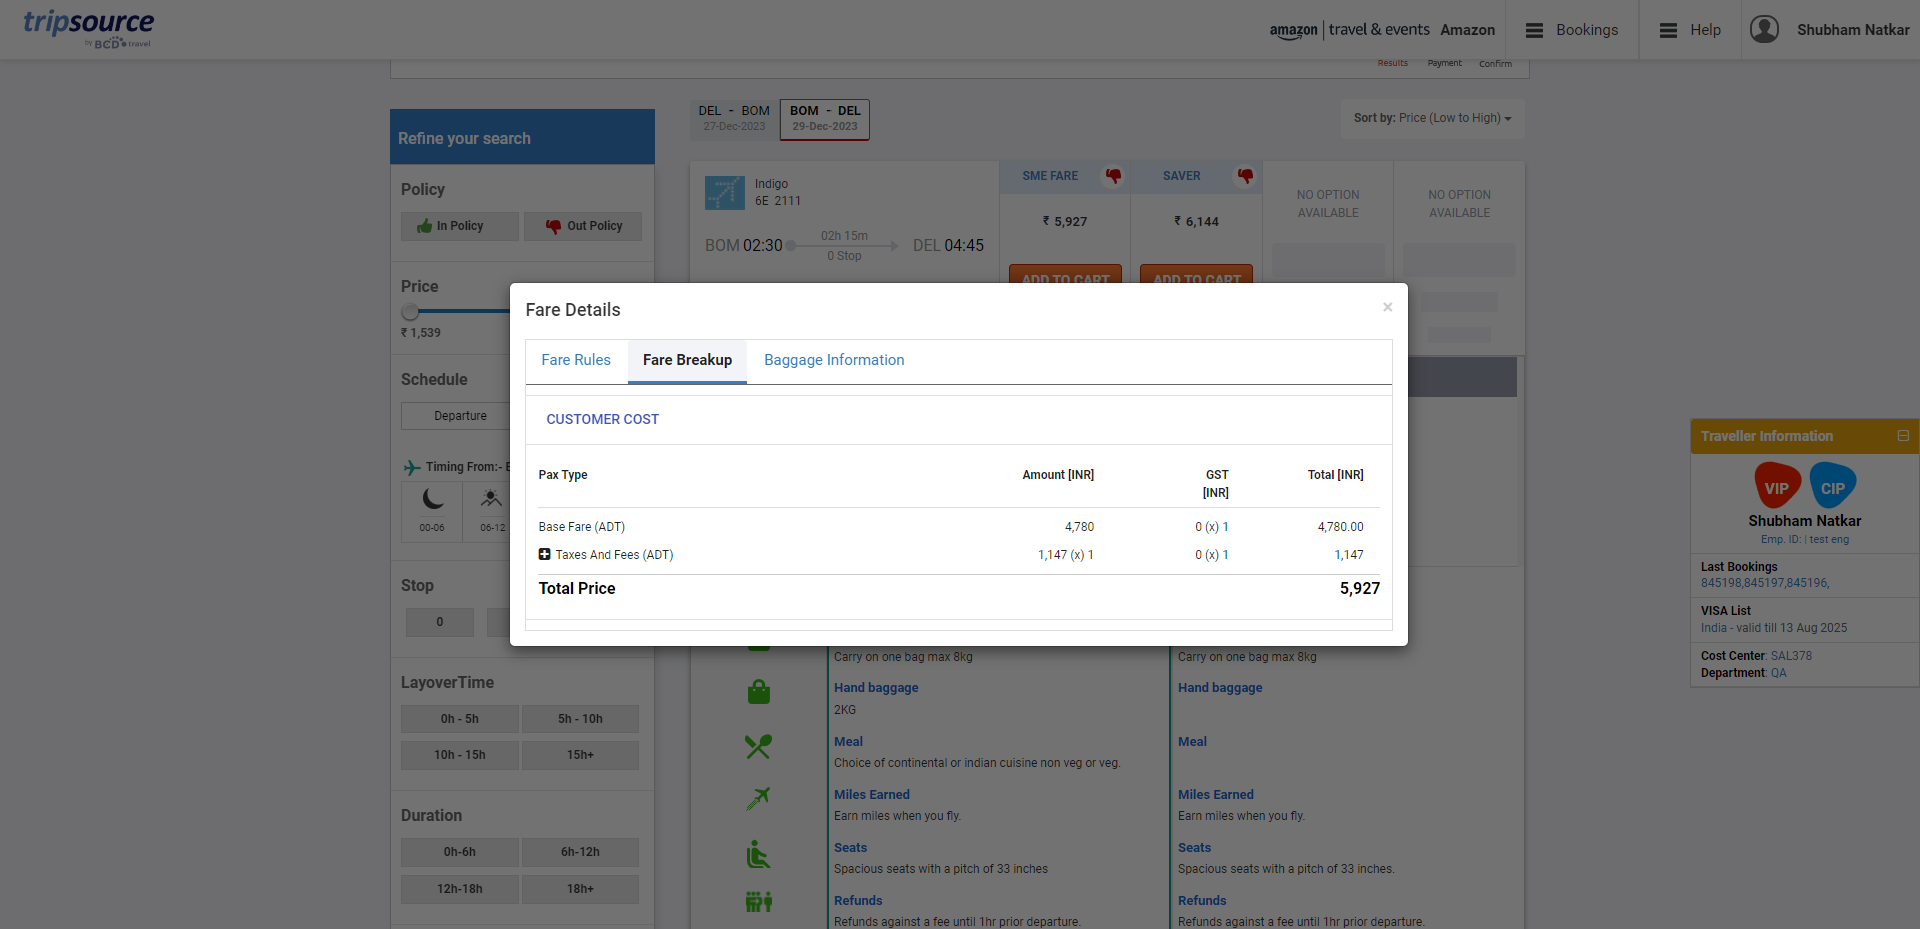 tripsource
by BCD travel
amazon | travel & events Amazon
Bookings
Help
Shubham Natkar
Results
Payment
Confirm
Refine your search
Policy
In Policy
Out Policy
Price
₹ 1,539
Schedule
Departure
Timing From:-
00-06
06-12
Stop
0
LayoverTime
0h - 5h
5h - 10h
10h - 15h
15h+
Duration
0h-6h
6h-12h
12h-18h
18h+
DEL - BOM
27-Dec-2023
BOM - DEL
29-Dec-2023
Sort by: Price (Low to High)
Indigo
6E 2111
BOM 02:30
02h 15m
0 Stop
DEL 04:45
SME FARE
₹ 5,927
ADD TO CART
SAVER
₹ 6,144
ADD TO CART
NO OPTION
AVAILABLE
NO OPTION
AVAILABLE
Fare Details
×
Fare Rules
Fare Breakup
Baggage Information
CUSTOMER COST
Pax Type
Amount [INR]
GST
[INR]
Total [INR]
Base Fare (ADT)
4,780
0 (x) 1
4,780.00
Taxes And Fees (ADT)
1,147 (x) 1
0 (x) 1
1,147
Total Price
5,927
Carry on one bag max 8kg
Carry on one bag max 8kg
Hand baggage
2KG
Hand baggage
Meal
Choice of continental or indian cuisine non veg or veg.
Meal
Miles Earned
Earn miles when you fly.
Miles Earned
Earn miles when you fly.
Seats
Spacious seats with a pitch of 33 inches
Seats
Spacious seats with a pitch of 33 inches.
Refunds
Refunds against a fee until 1hr prior departure.
Refunds
Refunds against a fee until 1hr prior departure.
Traveller Information
VIP
CIP
Shubham Natkar
Emp. ID: | test eng
Last Bookings
845198,845197,845196,
VISA List
India - valid till 13 Aug 2025
Cost Center: SAL378
Department: QA